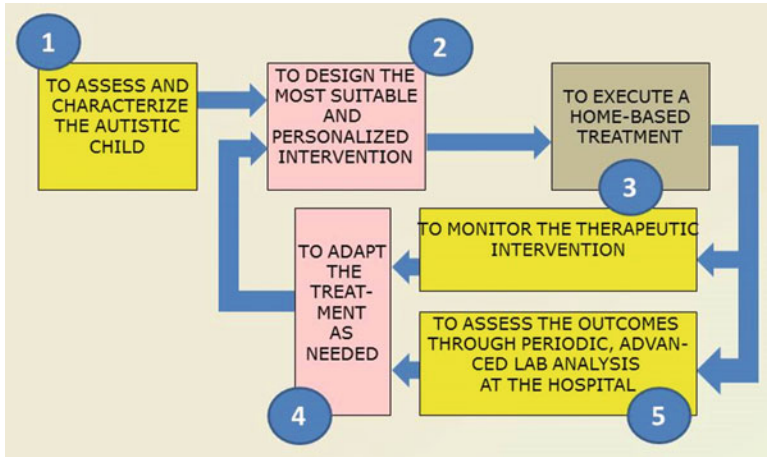 1
TO ASSESS AND
CHARACTERIZE
THE AUTISTIC
CHILD
2
TO DESIGN THE
MOST SUITABLE
AND
PERSONALIZED
INTERVENTION
TO EXECUTE A
HOME-BASED
TREATMENT
3
TO MONITOR THE THERAPEUTIC
INTERVENTION
TO ADAPT
THE
TREAT-
MENT
AS
NEEDED
4
TO ASSESS THE OUTCOMES
THROUGH PERIODIC, ADVAN-
CED LAB ANALYSIS
AT THE HOSPITAL
5